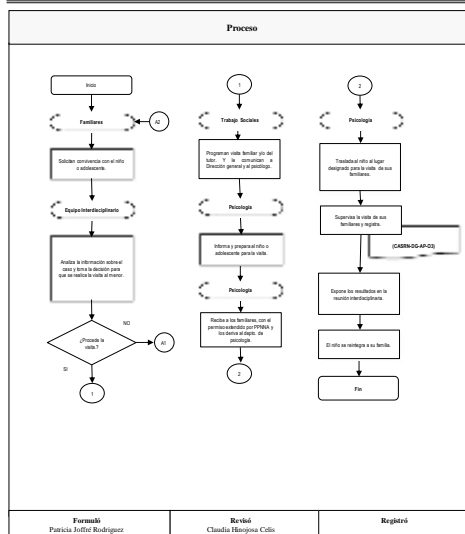 Proceso
Inicio
Familiares
A2
Solicitan convivencia con el niño
o adolescente.
Equipo Interdisciplinario
Analiza la información sobre el
caso y toma la decisión para
que se realice la visita al menor.
NO
¿Procede la
visita.?
A1
SI
1
1
Trabajo Sociales
Programan visita familiar y/o del
tutor. Y le comunican a
Dirección general y al psicólogo.
Psicología
Informa y prepara al niño o
adolescente para la visita.
Psicología
Recibe a los familiares, con el
permiso extendido por PPNNA y
los deriva al depto. de
psicología.
2
2
Psicología
Traslada al niño al lugar
designado para la visita de sus
familiares.
Supervisa la visita de sus
familiares y registra.
(CASRN-DG-AP-03)
Expone los resultados en la
reunión interdisciplinaria.
El niño se reintegra a su familia.
Fin
Formuló
Patricia Joffré Rodríguez
Revisó
Claudia Hinojosa Celis
Registró